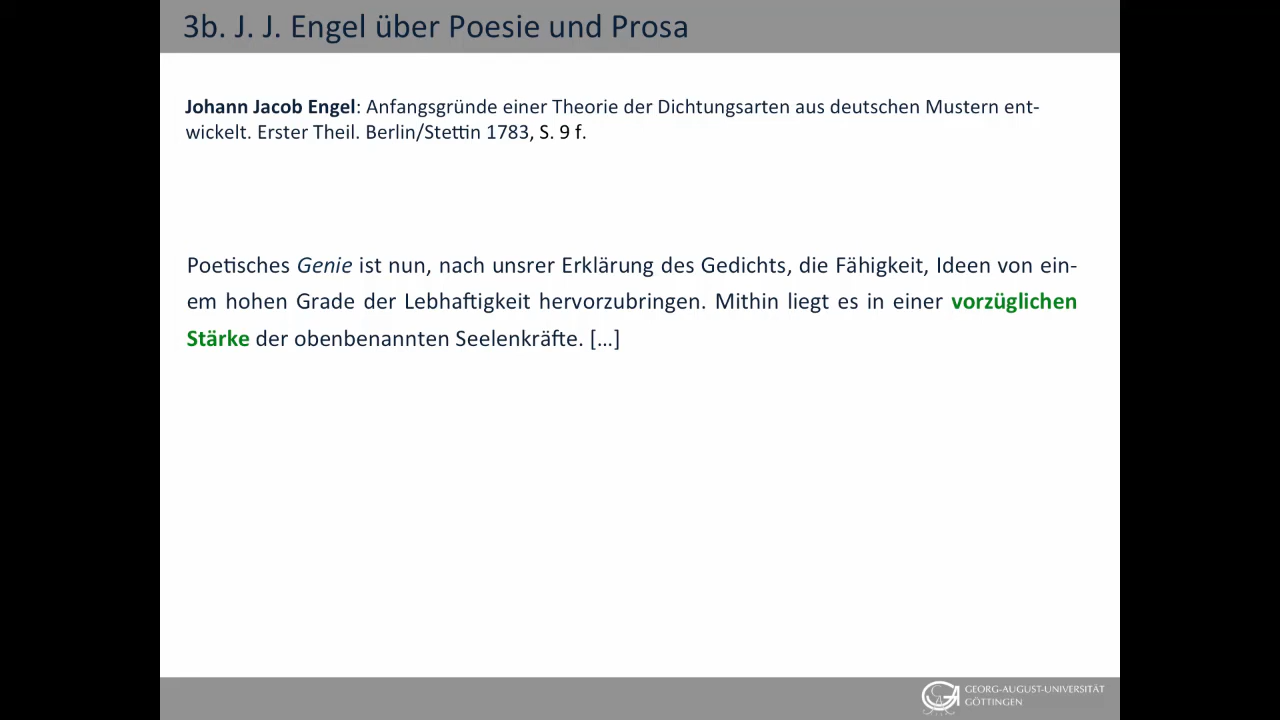 3b. J. J. Engel über Poesie und Prosa
Johann Jacob Engel: Anfangsgründe einer Theorie der Dichtungsarten aus deutschen Mustern ent-
wickelt. Erster Theil. Berlin/Stettin 1783, S. 9 f.
Poetisches Genie ist nun, nach unsrer Erklärung des Gedichts, die Fähigkeit, Ideen von ein-
em hohen Grade der Lebhaftigkeit hervorzubringen. Mithin liegt es in einer vorzüglichen
Stärke der obenbenannten Seelenkräfte. […]
GEORG-AUGUST-UNIVERSITÄT
GÖTTINGEN